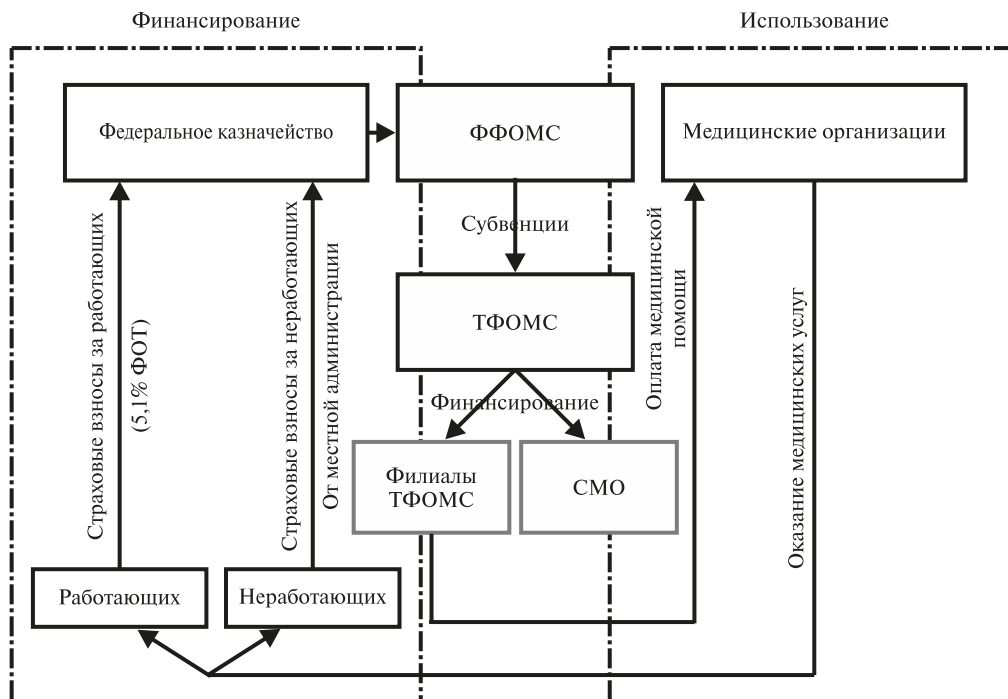 Финансирование
Использование
Федеральное казначейство
ФФОМС
Медицинские организации
Субвенции
ТФОМС
Финансирование
Филиалы
ТФОМС
СМО
Страховые взносы за работающих
(5,1% ФОТ)
Страховые взносы за неработающих
От местной администрации
Оплата медицинской
помощи
Оказание медицинских услуг
Работающих
Неработающих